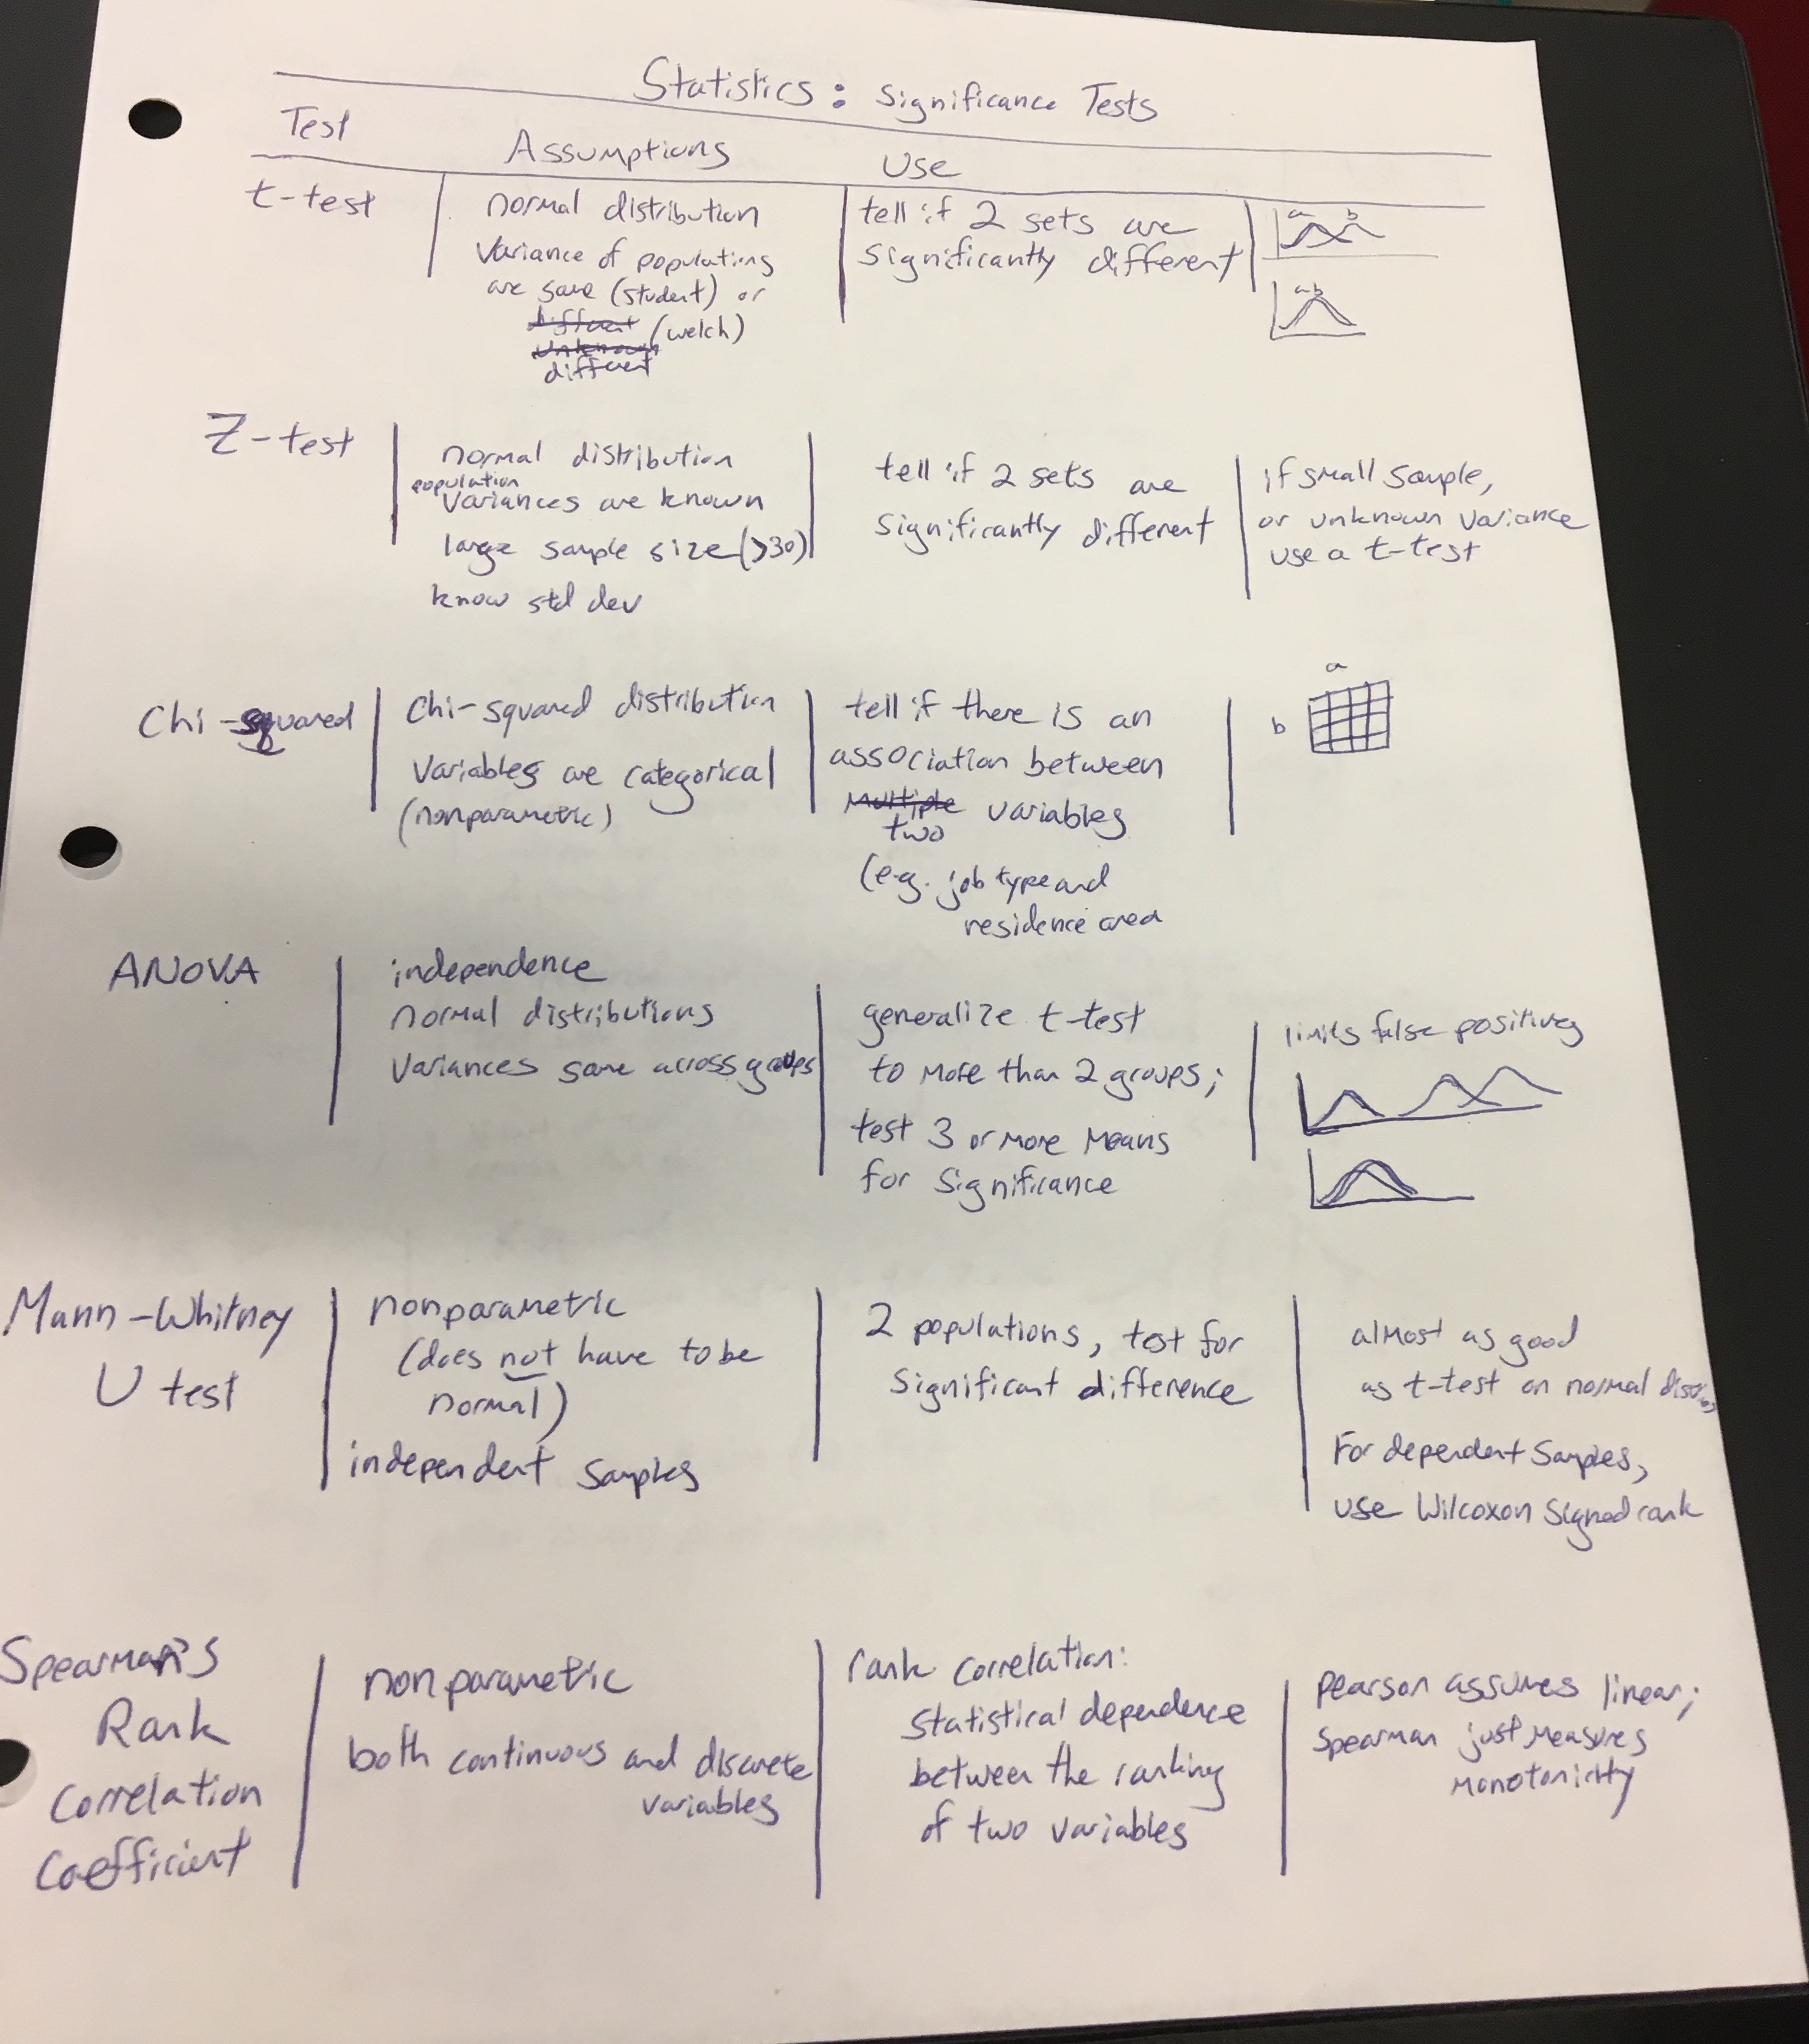 Statistics: Significance Tests
Test
Assumptions
Use
t-test
normal distribution
variance of populations
are same (student) or
different (welch)
unknown
different
tell if 2 sets are
significantly different
a b
a b
Z-test
normal distribution
population
variances are known
large sample size (>30)
know std dev
tell if 2 sets are
significantly different
if small sample,
or unknown variance
use a t-test
Chi-squared
Chi-squared distribution
Variables are categorical
(nonparametric)
tell if there is an
association between
multiple variables
two
(e.g. job type and
residence area
a
b
ANOVA
independence
normal distributions
Variances same across groups
generalize t-test
to more than 2 groups;
test 3 or more means
for significance
limits false positives
Mann-Whitney
U test
nonparametric
(does not have to be
normal)
independent samples
2 populations, test for
significant difference
almost as good
as t-test on normal
For dependent samples,
use Wilcoxon signed rank
Spearman's
Rank
Correlation
Coefficient
nonparametric
both continuous and discrete
variables
rank correlation:
statistical dependence
between the ranking
of two variables
pearson assumes linear;
spearman just measures
monotonicity